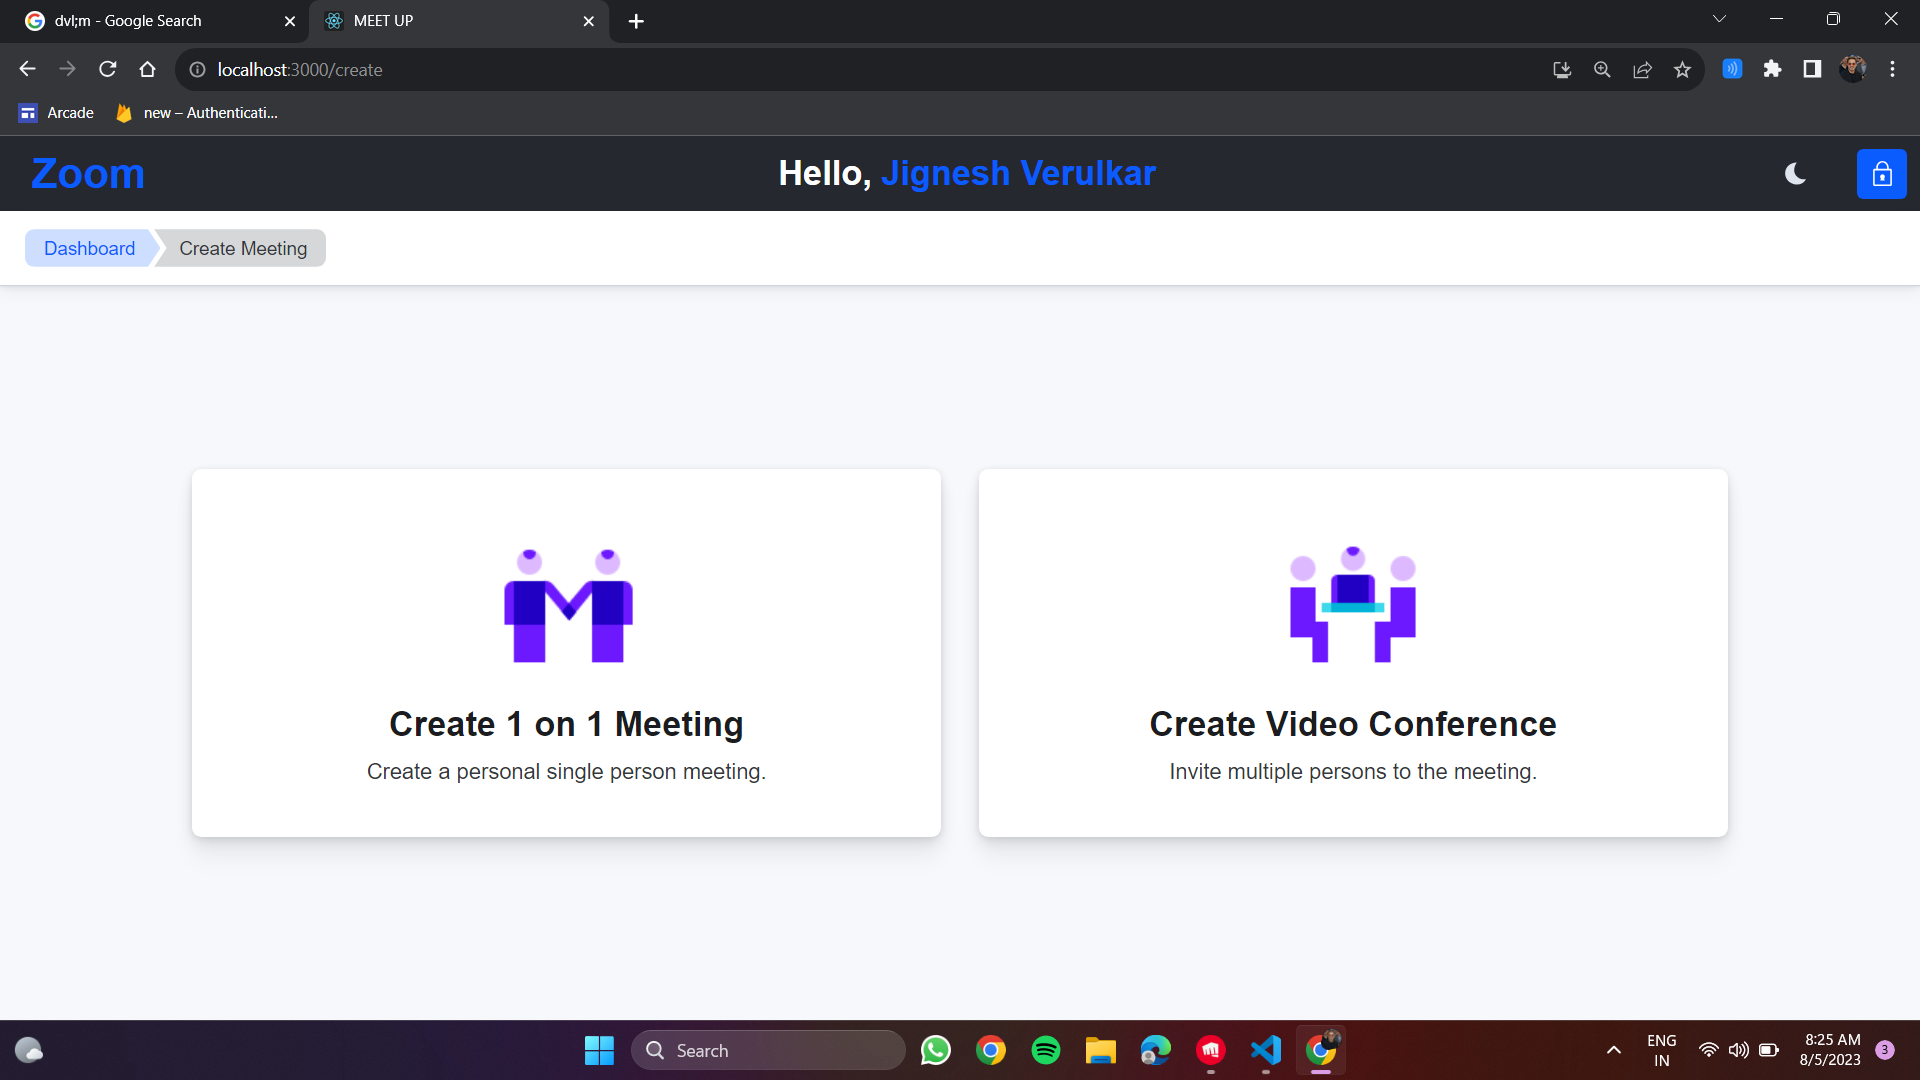 dvl;m - Google Search
MEET UP
localhost:3000/create
Arcade
new – Authenticati...
Zoom
Hello, Jignesh Verulkar
Dashboard
Create Meeting
Create 1 on 1 Meeting
Create a personal single person meeting.
Create Video Conference
Invite multiple persons to the meeting.
Search
ENG
IN
8:25 AM
8/5/2023
3